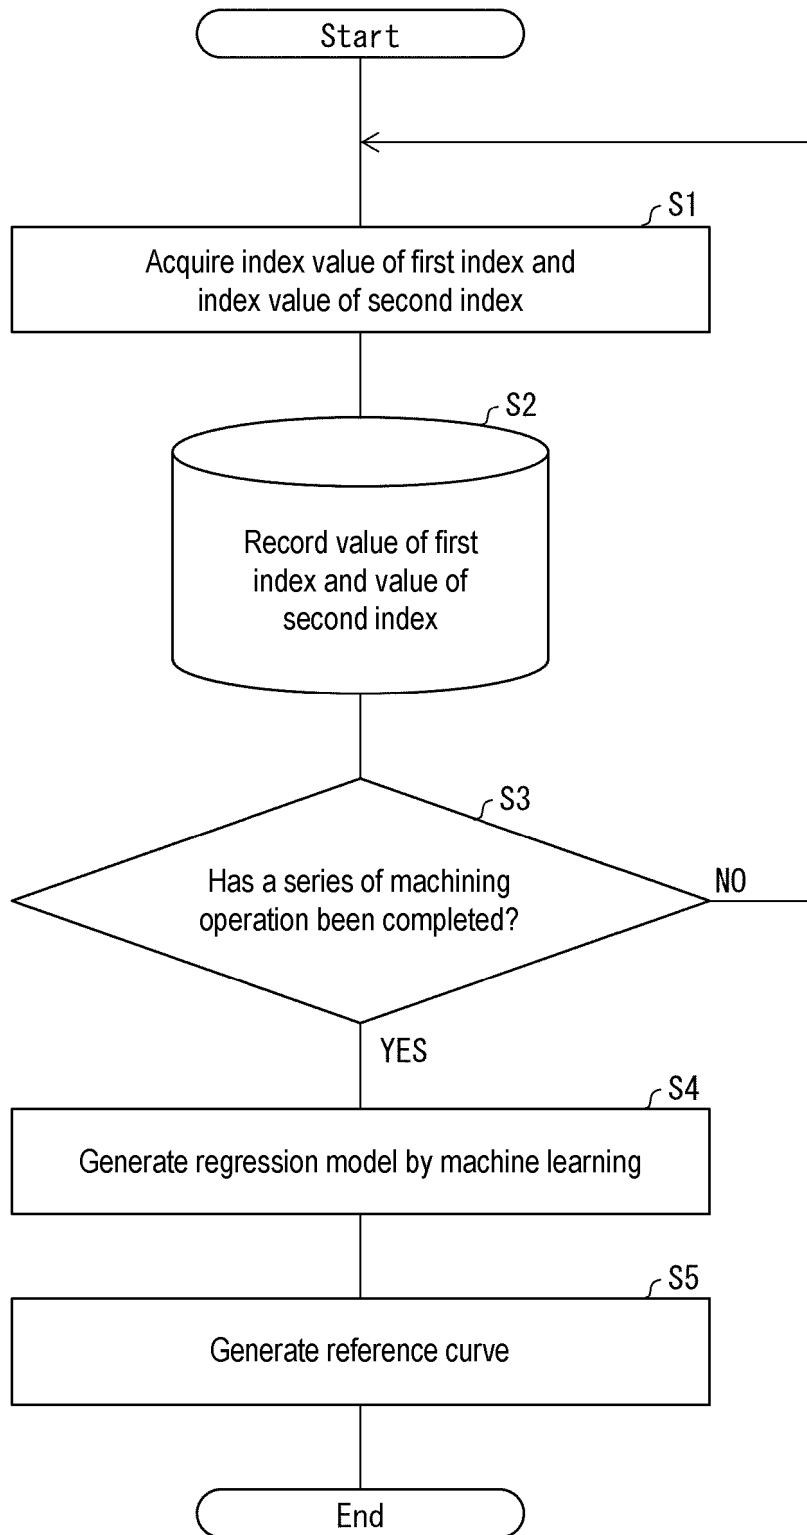 Start
S1
Acquire index value of first index and
index value of second index
S2
Record value of first
index and value of
second index
S3
Has a series of machining
operation been completed?
NO
YES
S4
Generate regression model by machine learning
S5
Generate reference curve
End